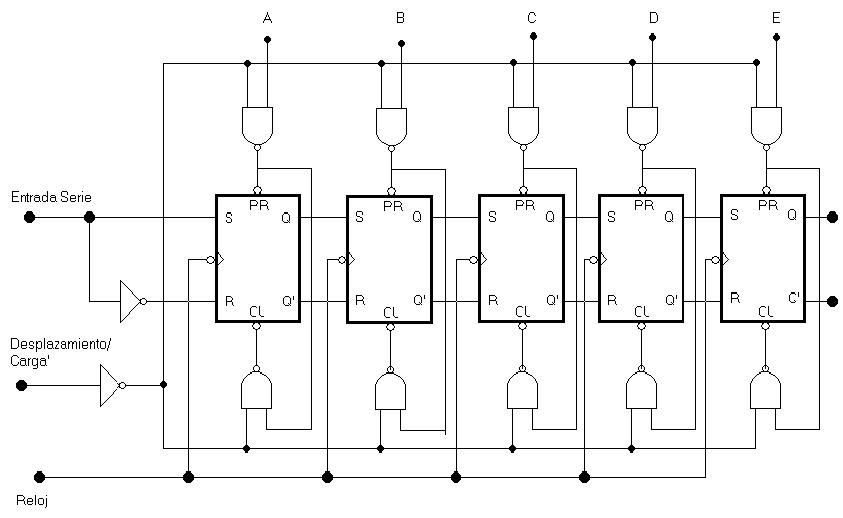 A B C D E
Entrada Serie
PR PR PR PR PR
S Q S Q S Q S Q S Q
R Q' R Q' R Q' R Q' R C'
CL CL CL CL CL
Desplazamiento/
Carga'
Reloj